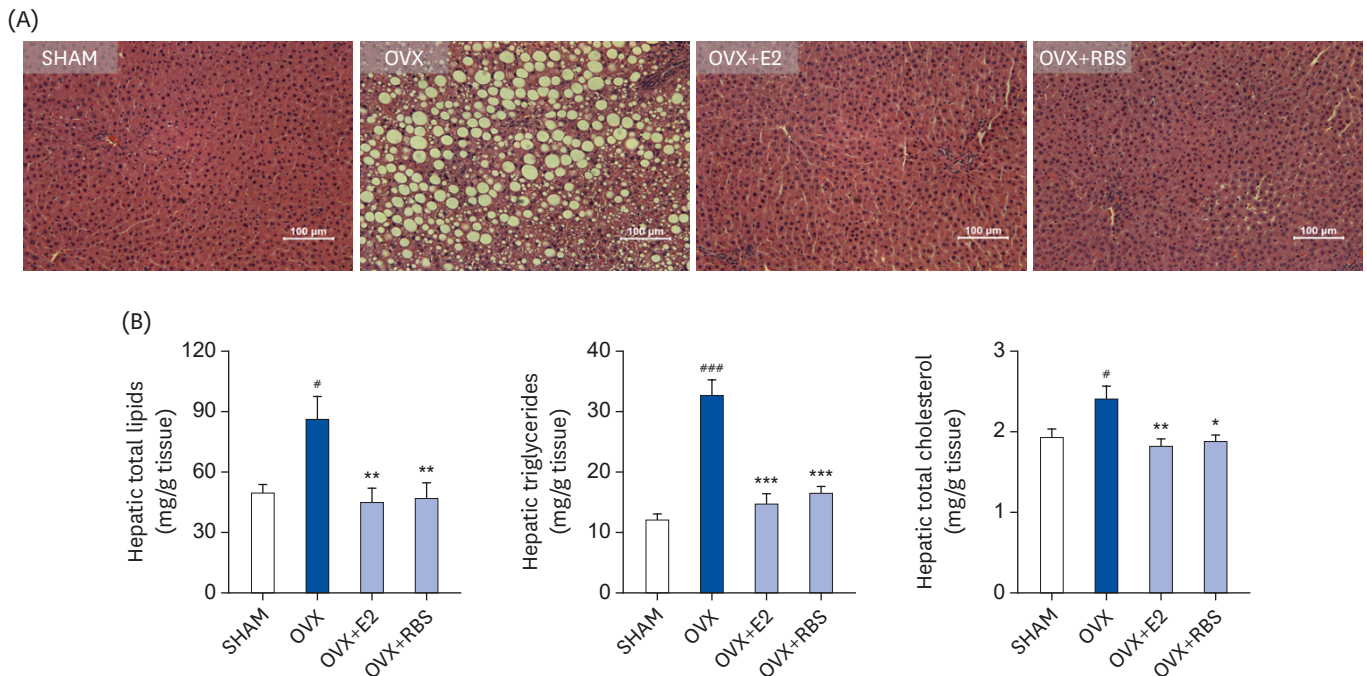 (A)
SHAM
OVX
OVX+E2
OVX+RBS
100 μm
100 μm
100 μm
100 μm
(B)
Hepatic total lipids
(mg/g tissue)
120
90
60
30
0
#
**
**
SHAM
OVX
OVX+E2
OVX+RBS
Hepatic triglycerides
(mg/g tissue)
40
30
20
10
0
###
***
***
SHAM
OVX
OVX+E2
OVX+RBS
Hepatic total cholesterol
(mg/g tissue)
3
2
1
0
#
**
*
SHAM
OVX
OVX+E2
OVX+RBS